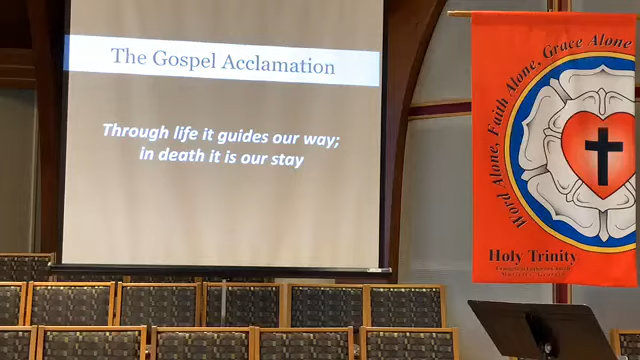 The Gospel Acclamation
Through life it guides our way;
in death it is our stay
Word Alone, Faith Alone, Grace Alone
Holy Trinity